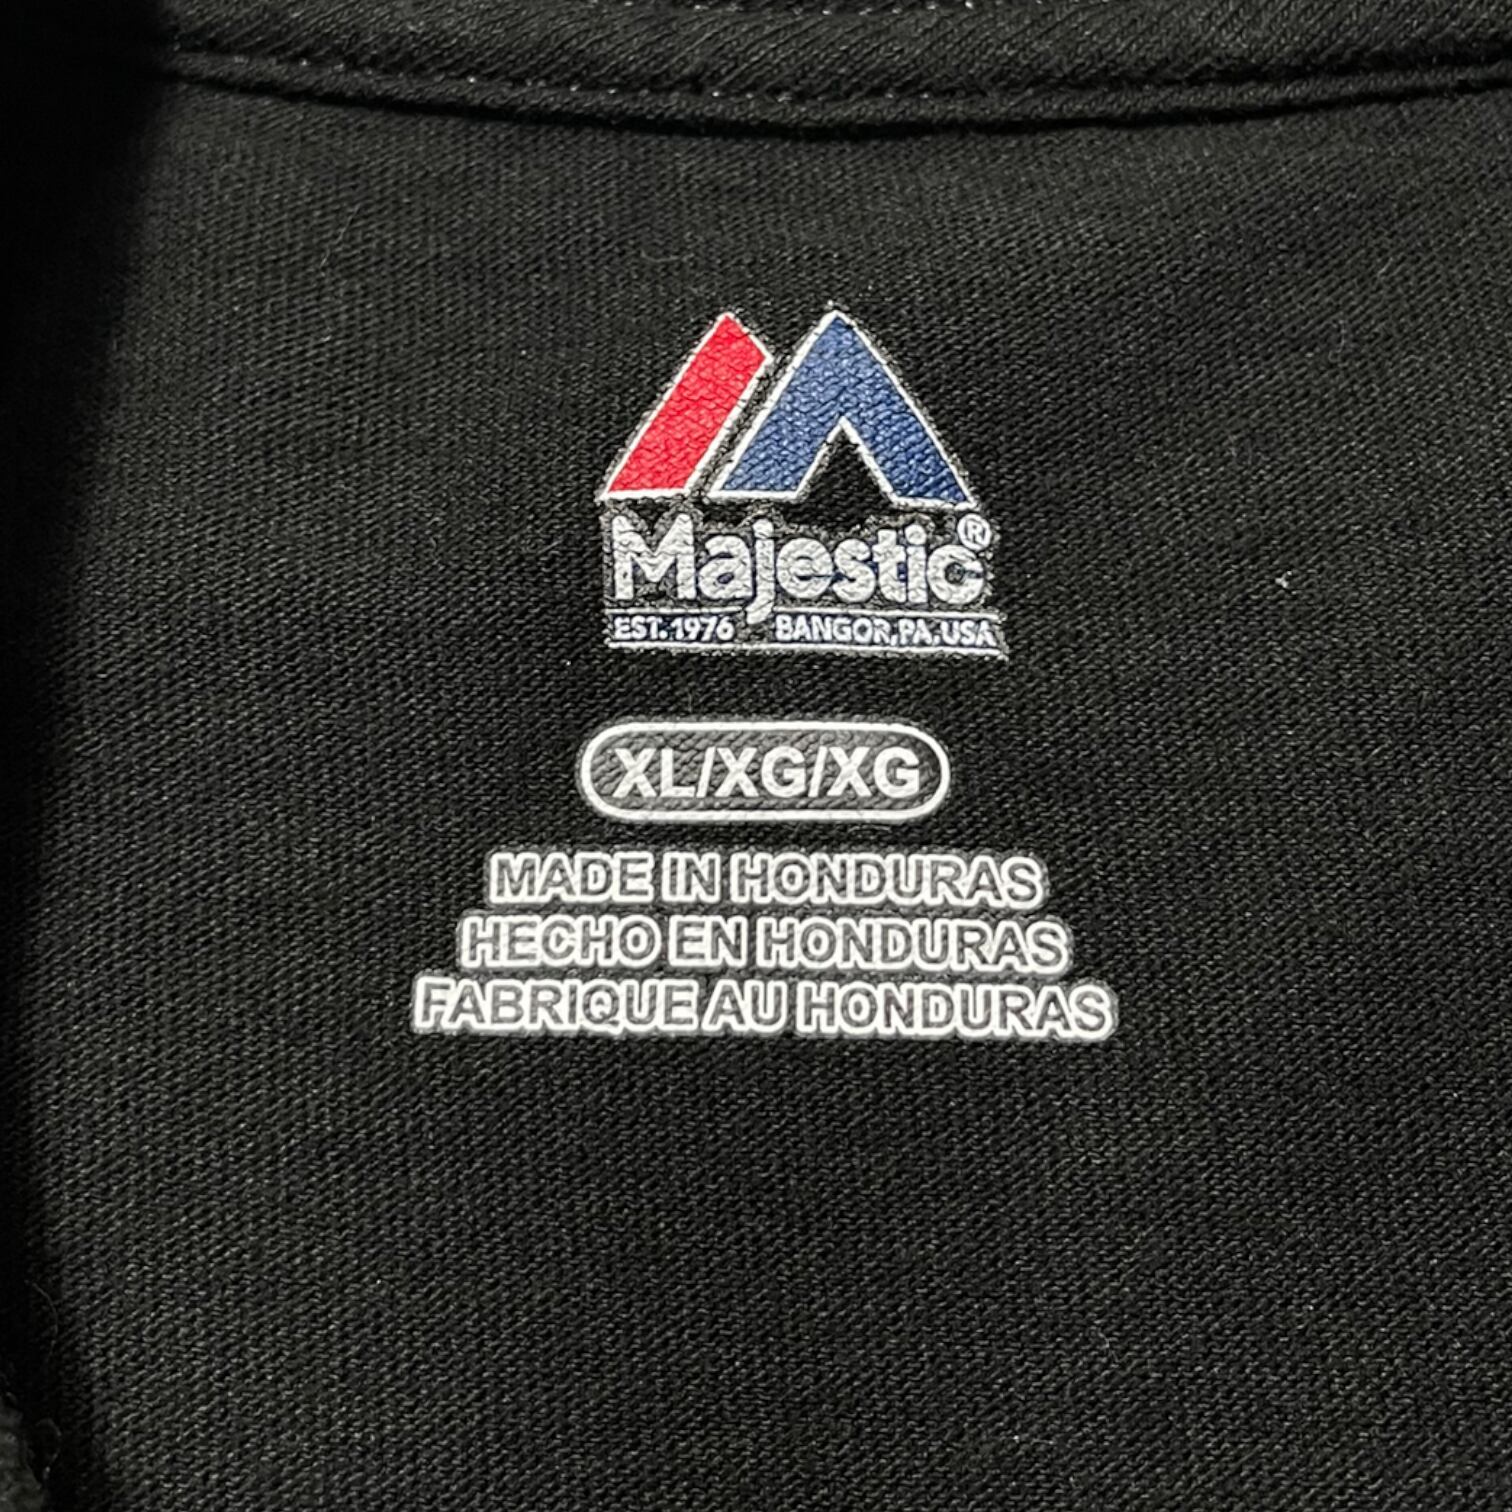 Majestic®
EST. 1976 BANGOR, PA, USA
XL/XG/XG
MADE IN HONDURAS
HECHO EN HONDURAS
FABRIQUE AU HONDURAS